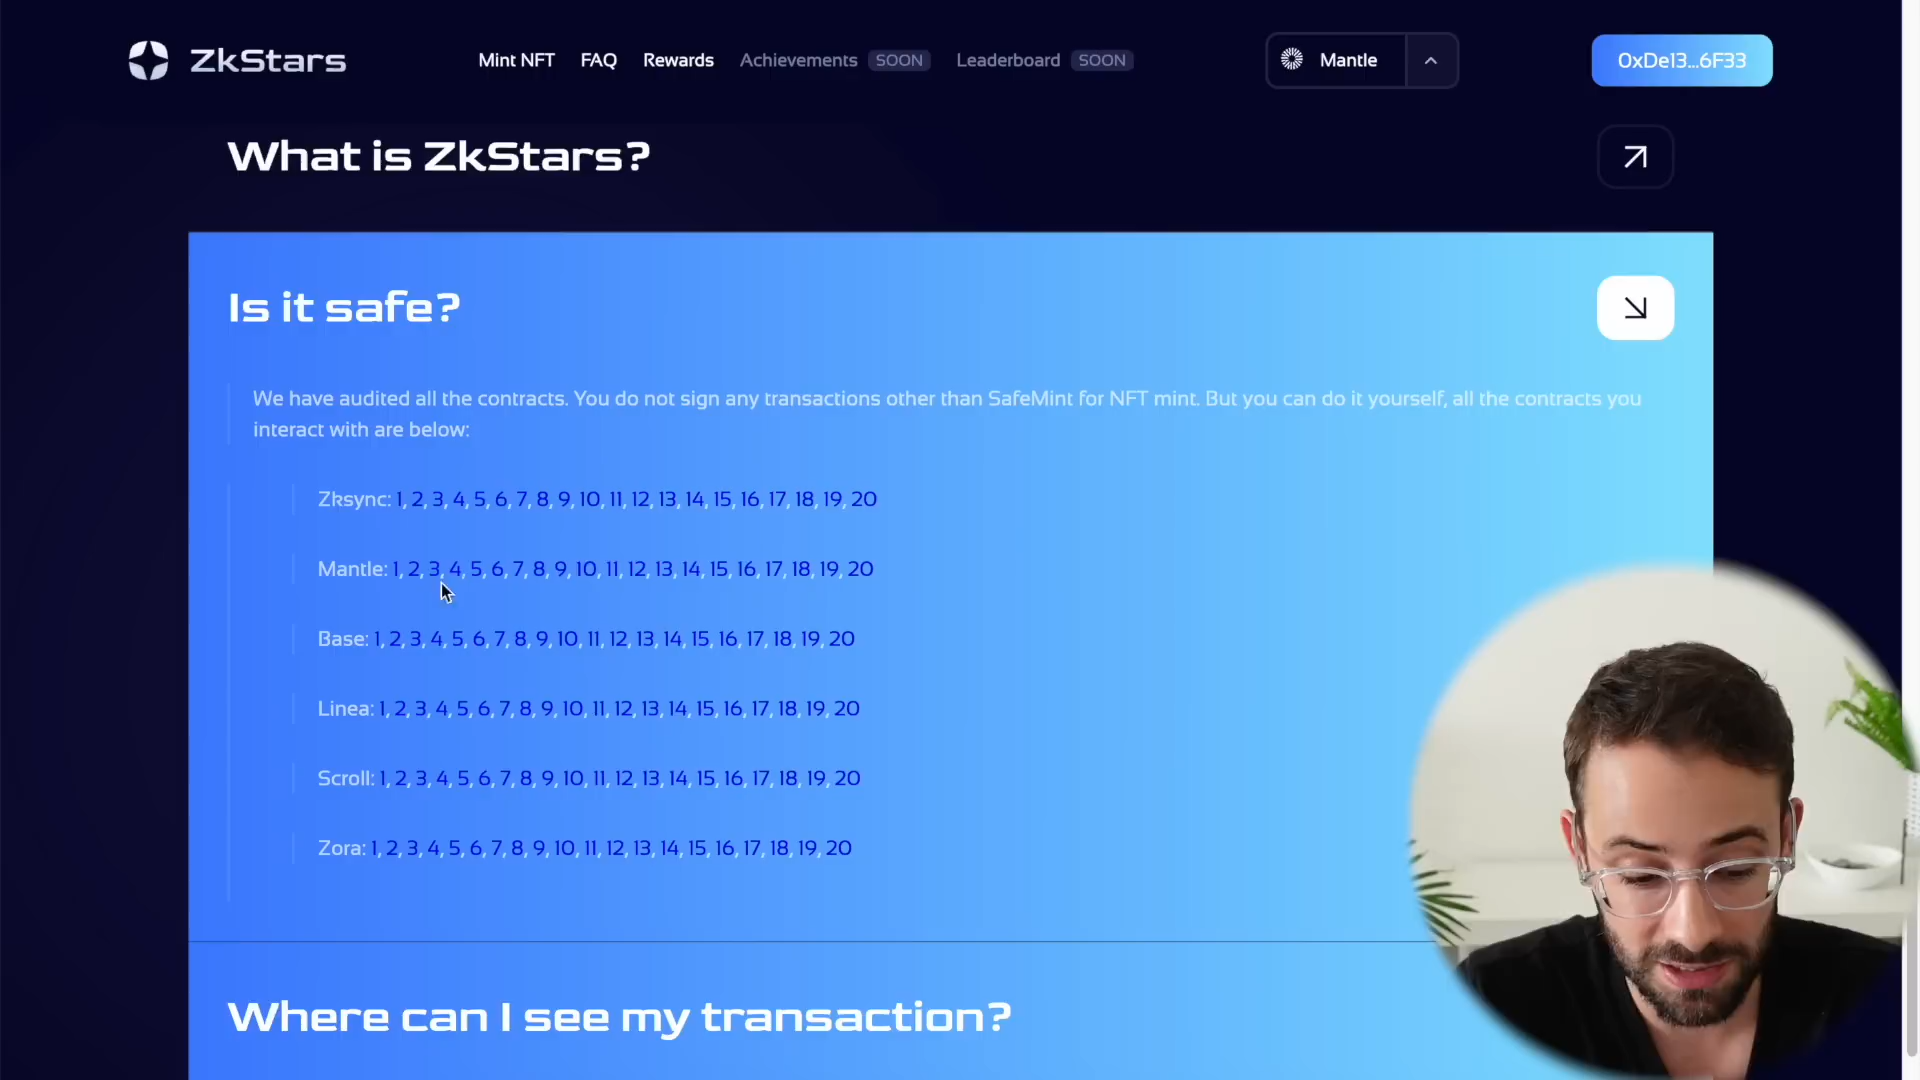 ZkStars
Mint NFT
FAQ
Rewards
Achievements SOON
Leaderboard SOON
Mantle
0xDe13...6F33
What is ZkStars?
Is it safe?
We have audited all the contracts. You do not sign any transactions other than SafeMint for NFT mint. But you can do it yourself, all the contracts you
interact with are below:
Zksync: 1, 2, 3, 4, 5, 6, 7, 8, 9, 10, 11, 12, 13, 14, 15, 16, 17, 18, 19, 20
Mantle: 1, 2, 3, 4, 5, 6, 7, 8, 9, 10, 11, 12, 13, 14, 15, 16, 17, 18, 19, 20
Base: 1, 2, 3, 4, 5, 6, 7, 8, 9, 10, 11, 12, 13, 14, 15, 16, 17, 18, 19, 20
Linea: 1, 2, 3, 4, 5, 6, 7, 8, 9, 10, 11, 12, 13, 14, 15, 16, 17, 18, 19, 20
Scroll: 1, 2, 3, 4, 5, 6, 7, 8, 9, 10, 11, 12, 13, 14, 15, 16, 17, 18, 19, 20
Zora: 1, 2, 3, 4, 5, 6, 7, 8, 9, 10, 11, 12, 13, 14, 15, 16, 17, 18, 19, 20
Where can I see my transaction?